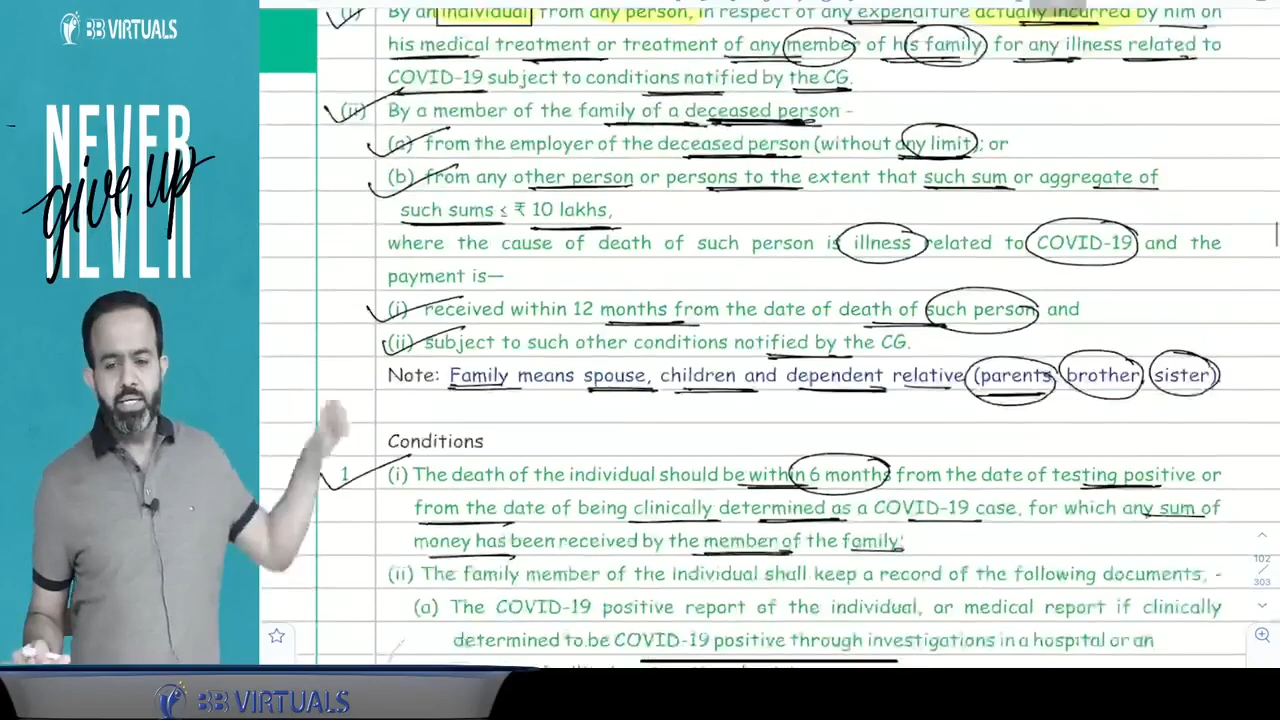 BB VIRTUALS
NEVER
give up
NEVER
(i) By an individual from any person, in respect of any expenditure actually incurred by him on
his medical treatment or treatment of any member of his family for any illness related to
COVID-19 subject to conditions notified by the CG.
(ii) By a member of the family of a deceased person -
(a) from the employer of the deceased person (without any limit); or
(b) from any other person or persons to the extent that such sum or aggregate of
such sums ≤ ₹ 10 lakhs,
where the cause of death of such person is illness related to COVID-19 and the
payment is—
(i) received within 12 months from the date of death of such person and
(ii) subject to such other conditions notified by the CG.
Note: Family means spouse, children and dependent relative (parents, brother, sister)
Conditions
1 (i) The death of the individual should be within 6 months from the date of testing positive or
from the date of being clinically determined as a COVID-19 case, for which any sum of
money has been received by the member of the family;
(ii) The family member of the individual shall keep a record of the following documents, -
(a) The COVID-19 positive report of the individual, or medical report if clinically
determined to be COVID-19 positive through investigations in a hospital or an
102
303
BB VIRTUALS